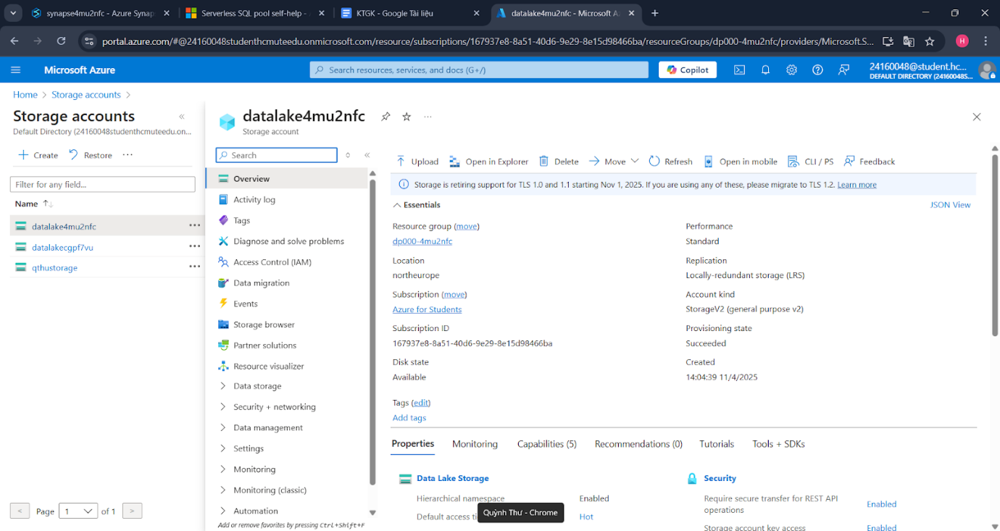 synapse4mu2nfc - Azure Synaps
Serverless SQL pool self-help -
KTGK - Google Tài liệu
datalake4mu2nfc - Microsoft Az
portal.azure.com/#@24160048studenthcmuteedu.onmicrosoft.com/resource/subscriptions/167937e8-8a51-40d6-9e29-8e15d98466ba/resourceGroups/dp000-4mu2nfc/providers/Microsoft.S...
H
Microsoft Azure
Search resources, services, and docs (G+/)
Copilot
24160048@student.hc...
DEFAULT DIRECTORY (24160048S...
Home > Storage accounts >
Storage accounts
Default Directory (24160048studenthcmuteedu.on...
Create
Restore
...
Filter for any field...
Name
datalake4mu2nfc
datalakecgpf7vu
qthustorage
Page 1 of 1
datalake4mu2nfc
Storage account
Search
Overview
Activity log
Tags
Diagnose and solve problems
Access Control (IAM)
Data migration
Events
Storage browser
Partner solutions
Resource visualizer
Data storage
Security + networking
Data management
Settings
Monitoring
Monitoring (classic)
Automation
Add or remove favorites by pressing Ctrl+Shift+F
Upload
Open in Explorer
Delete
Move
Refresh
Open in mobile
CLI / PS
Feedback
Storage is retiring support for TLS 1.0 and 1.1 starting Nov 1, 2025. If you are using any of these, please migrate to TLS 1.2. Learn more
Essentials
JSON View
Resource group (move)
dp000-4mu2nfc
Location
northeurope
Subscription (move)
Azure for Students
Subscription ID
167937e8-8a51-40d6-9e29-8e15d98466ba
Disk state
Available
Performance
Standard
Replication
Locally-redundant storage (LRS)
Account kind
StorageV2 (general purpose v2)
Provisioning state
Succeeded
Created
14:04:39 11/4/2025
Tags (edit)
Add tags
Properties
Monitoring
Capabilities (5)
Recommendations (0)
Tutorials
Tools + SDKs
Data Lake Storage
Hierarchical namespace
Enabled
Default access ti
Hot
Quỳnh Thư - Chrome
Security
Require secure transfer for REST API
operations
Enabled
Storage account key access
Enabled